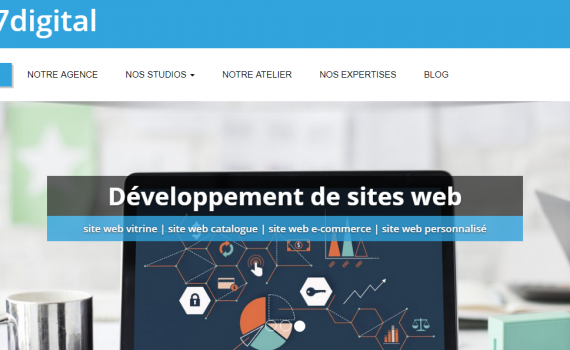 7digital
NOTRE AGENCE NOS STUDIOS NOTRE ATELIER NOS EXPERTISES BLOG
Développement de sites web
site web vitrine | site web catalogue | site web e-commerce | site web personnalisé